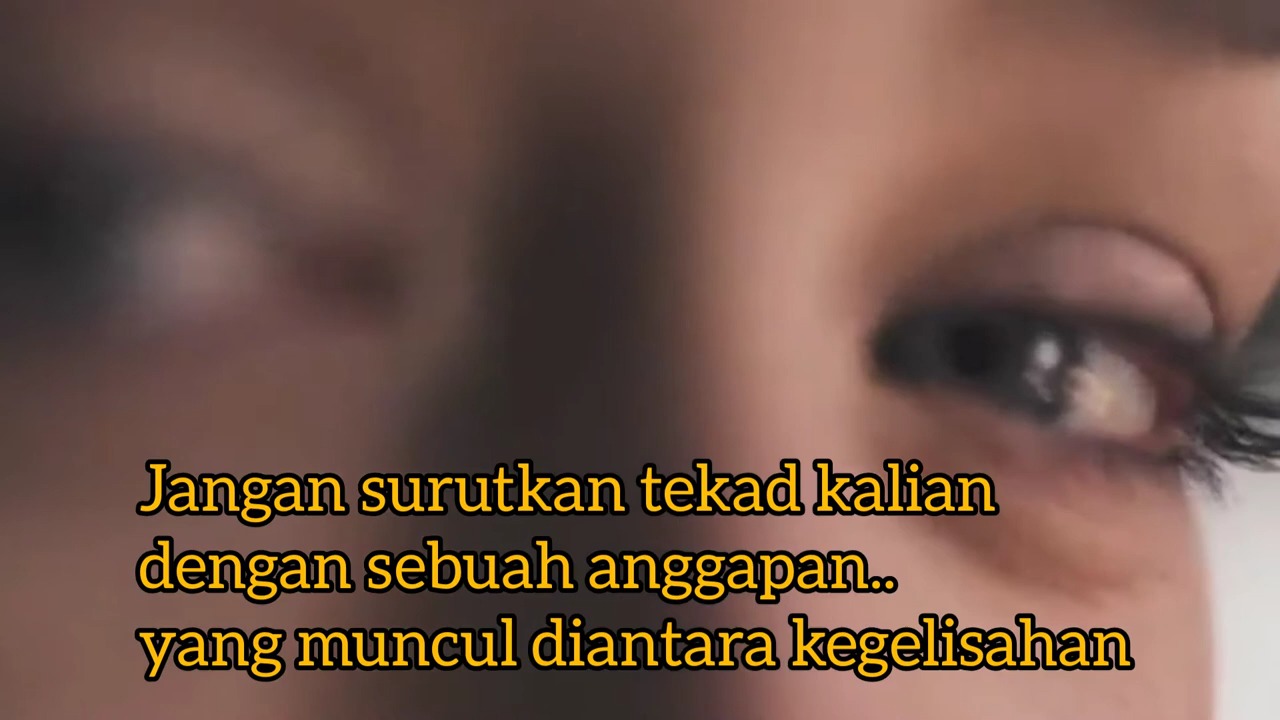 Jangan surutkan tekad kalian
dengan sebuah anggapan..
yang muncul diantara kegelisahan